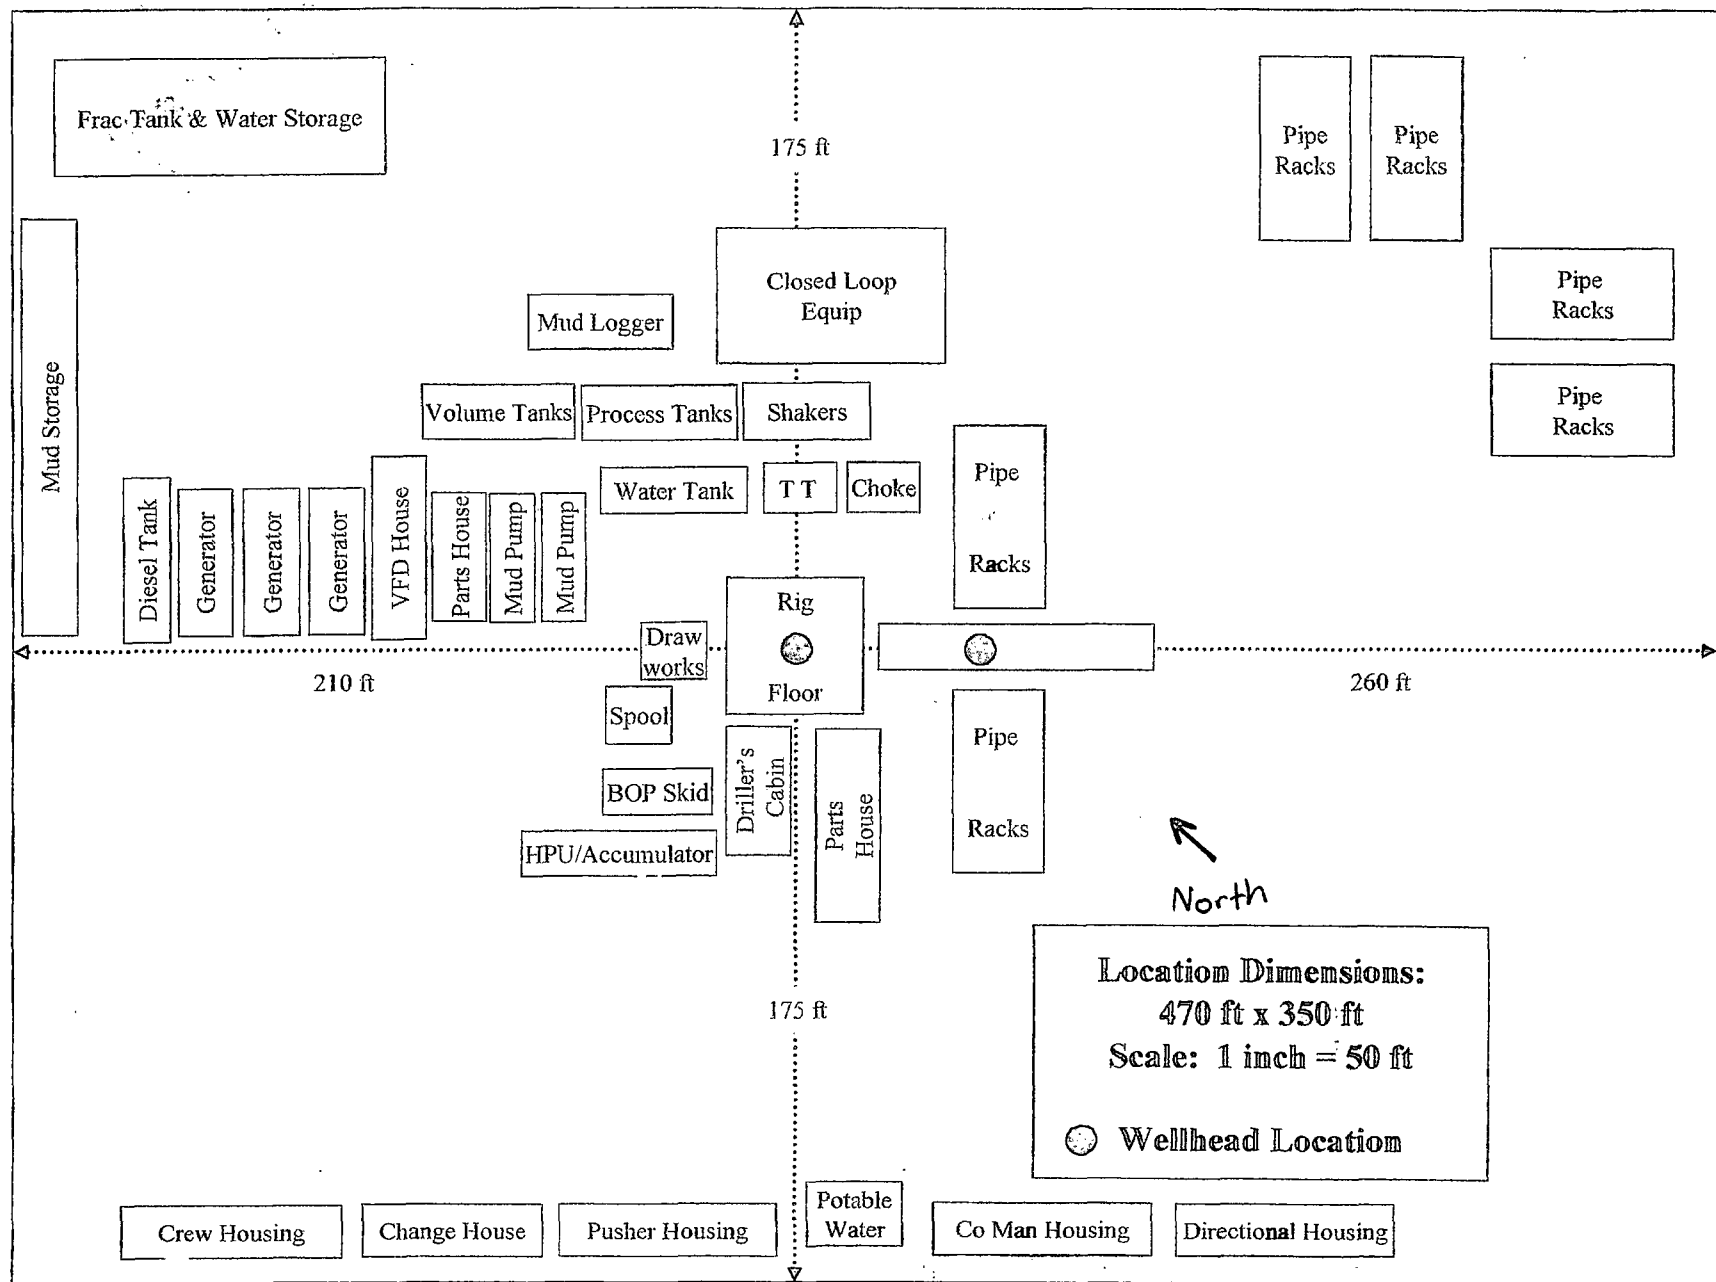 Frac Tank & Water Storage
175 ft
Pipe
Racks
Pipe
Racks
Closed Loop
Equip
Pipe
Racks
Mud Logger
Mud Storage
Volume Tanks
Process Tanks
Shakers
Pipe
Racks
Diesel Tank
Generator
Generator
Generator
VFD House
Parts House
Mud Pump
Mud Pump
Water Tank
T T
Choke
Pipe
Racks
Rig
Floor
Draw
works
210 ft
260 ft
Spool
Driller's
Cabin
Parts
House
Pipe
Racks
BOP Skid
HPU/Accumulator
North
Location Dimensions:
470 ft x 350 ft
Scale: 1 inch = 50 ft
Wellhead Location
175 ft
Crew Housing
Change House
Pusher Housing
Potable
Water
Co Man Housing
Directional Housing